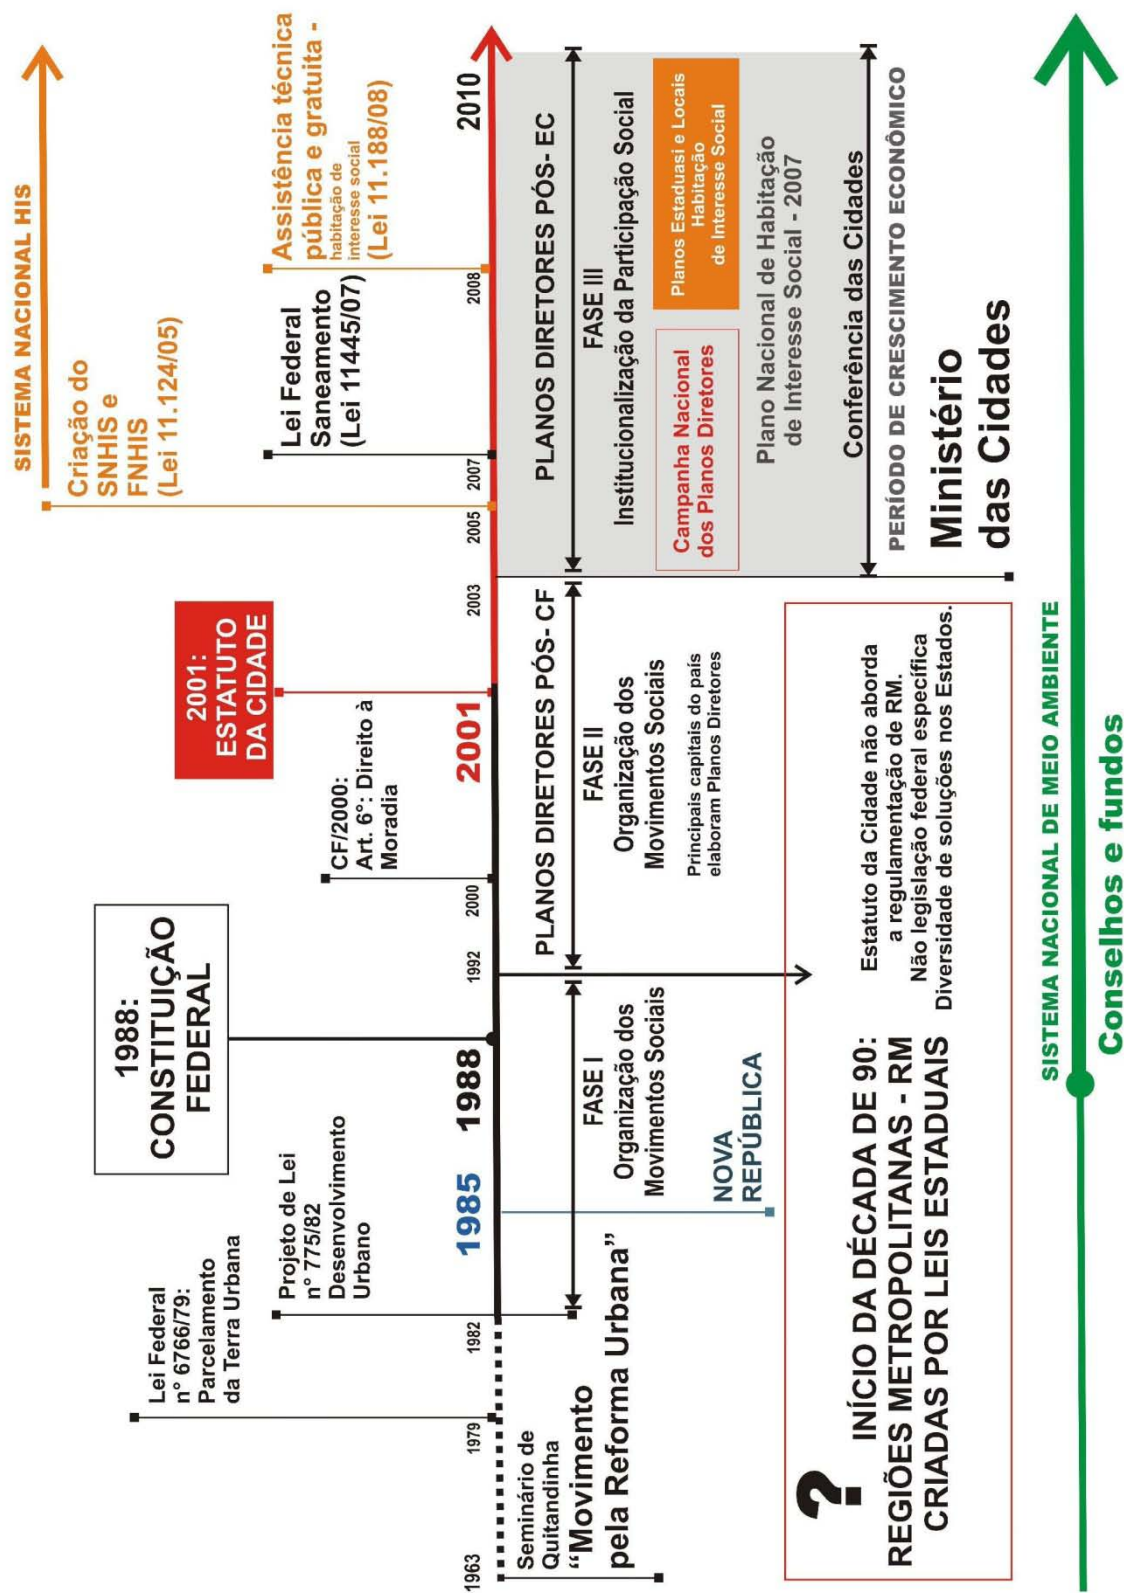 SISTEMA NACIONAL HIS
Criação do
SNHIS e
FNHIS
(Lei 11.124/05)
Assistência técnica
pública e gratuita -
habitação de
interesse social
(Lei 11.188/08)
Lei Federal
Saneamento
(Lei 11445/07)
2001:
ESTATUTO
DA CIDADE
CF/2000:
Art. 6°: Direito à
Moradia
1988:
CONSTITUIÇÃO
FEDERAL
Projeto de Lei
n° 775/82
Desenvolvimento
Urbano
Lei Federal
n° 6766/79:
Parcelamento
da Terra Urbana
1963
1979
1982
1985
1988
1992
2000
2001
2003
2005
2007
2008
2010
Seminário de
Quitandinha
“Movimento
pela Reforma Urbana”
FASE I
Organização dos
Movimentos Sociais
NOVA
REPÚBLICA
PLANOS DIRETORES PÓS- CF
FASE II
Organização dos
Movimentos Sociais
Principais capitais do país
elaboram Planos Diretores
PLANOS DIRETORES PÓS- EC
FASE III
Institucionalização da Participação Social
Campanha Nacional
dos Planos Diretores
Planos Estaduasi e Locais
Habitação
de Interesse Social
Plano Nacional de Habitação
de Interesse Social - 2007
Conferência das Cidades
PERÍODO DE CRESCIMENTO ECONÔMICO
Ministério
das Cidades
?
INÍCIO DA DÉCADA DE 90:
REGIÕES METROPOLITANAS - RM
CRIADAS POR LEIS ESTADUAIS
Estatuto da Cidade não aborda
a regulamentação de RM.
Não legislação federal específica
Diversidade de soluções nos Estados.
SISTEMA NACIONAL DE MEIO AMBIENTE
Conselhos e fundos